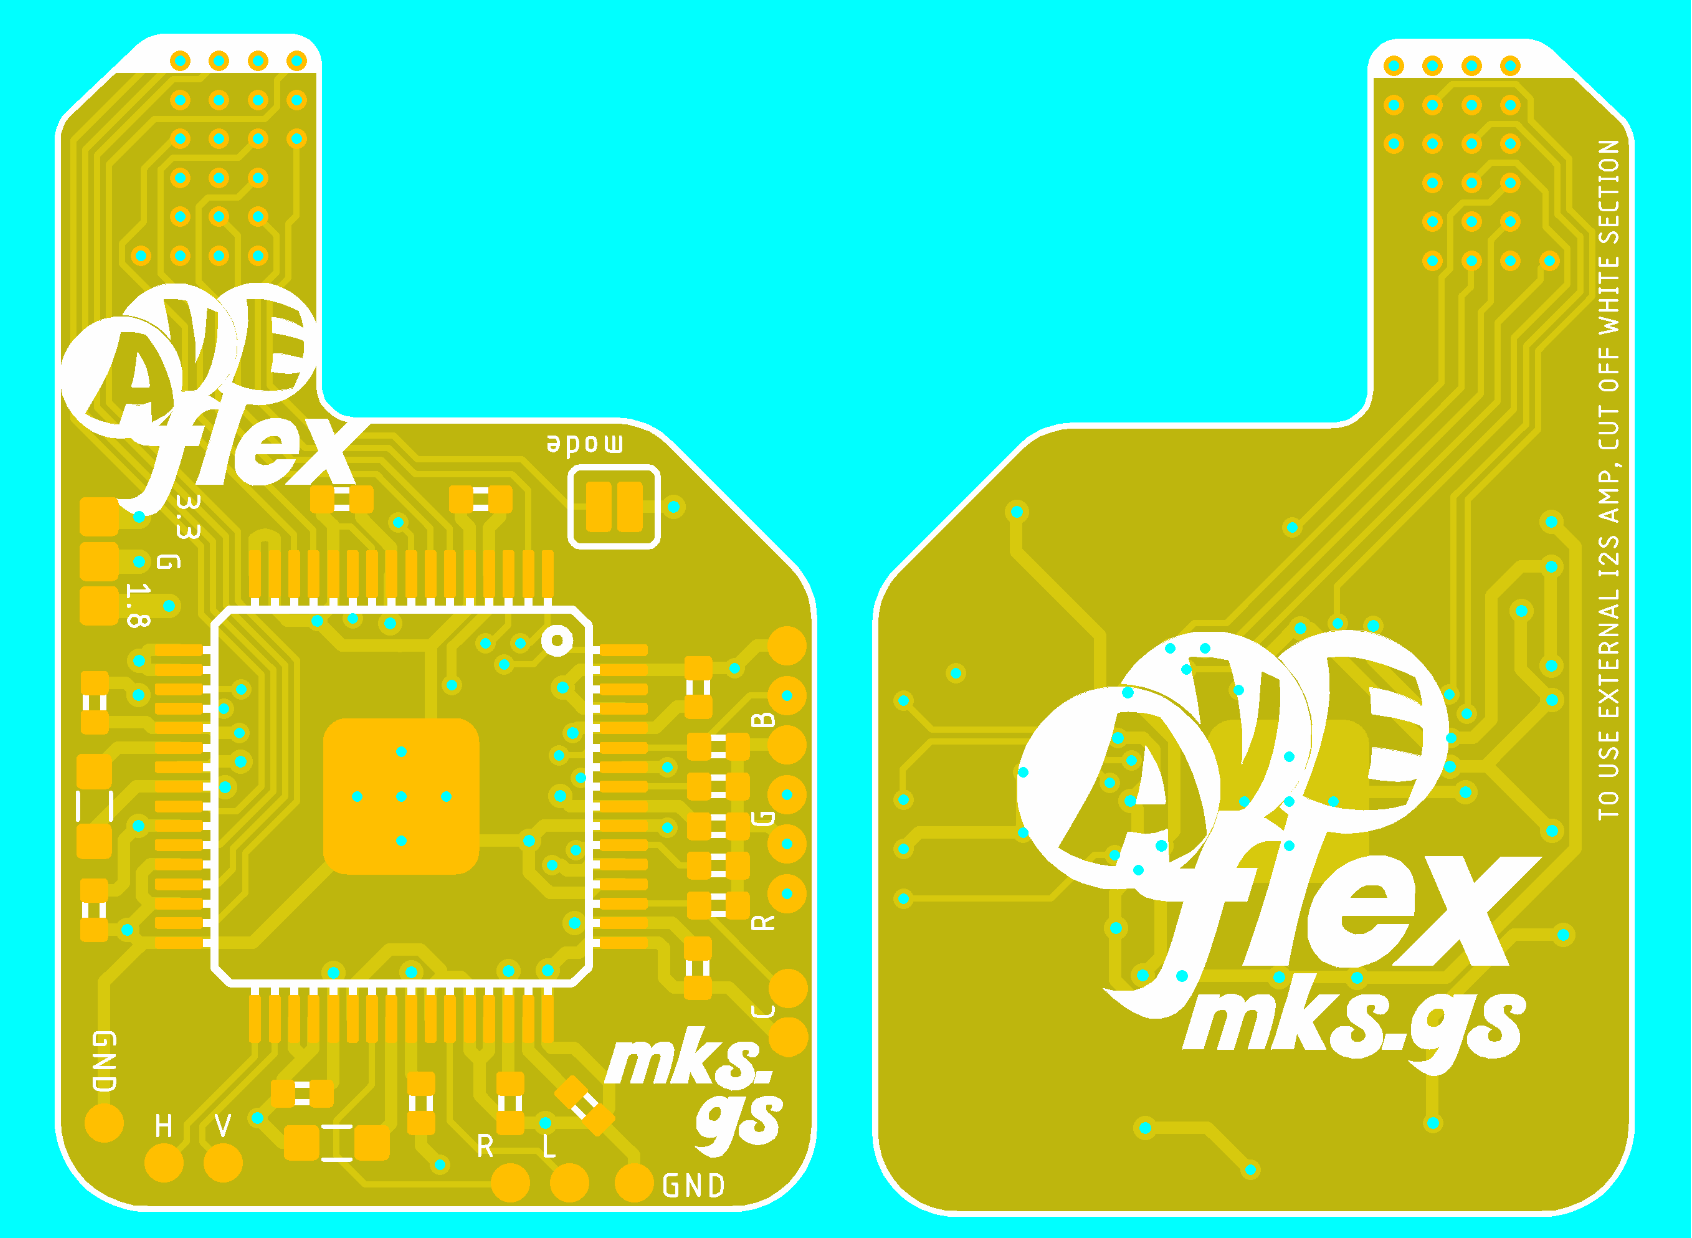 AVE
flex
mode
3.3
G
1.8
B
G
R
C
GND
mks.
gs
H V
R L
GND
TO USE EXTERNAL I2S AMP, CUT OFF WHITE SECTION
AVE
flex
mks.gs